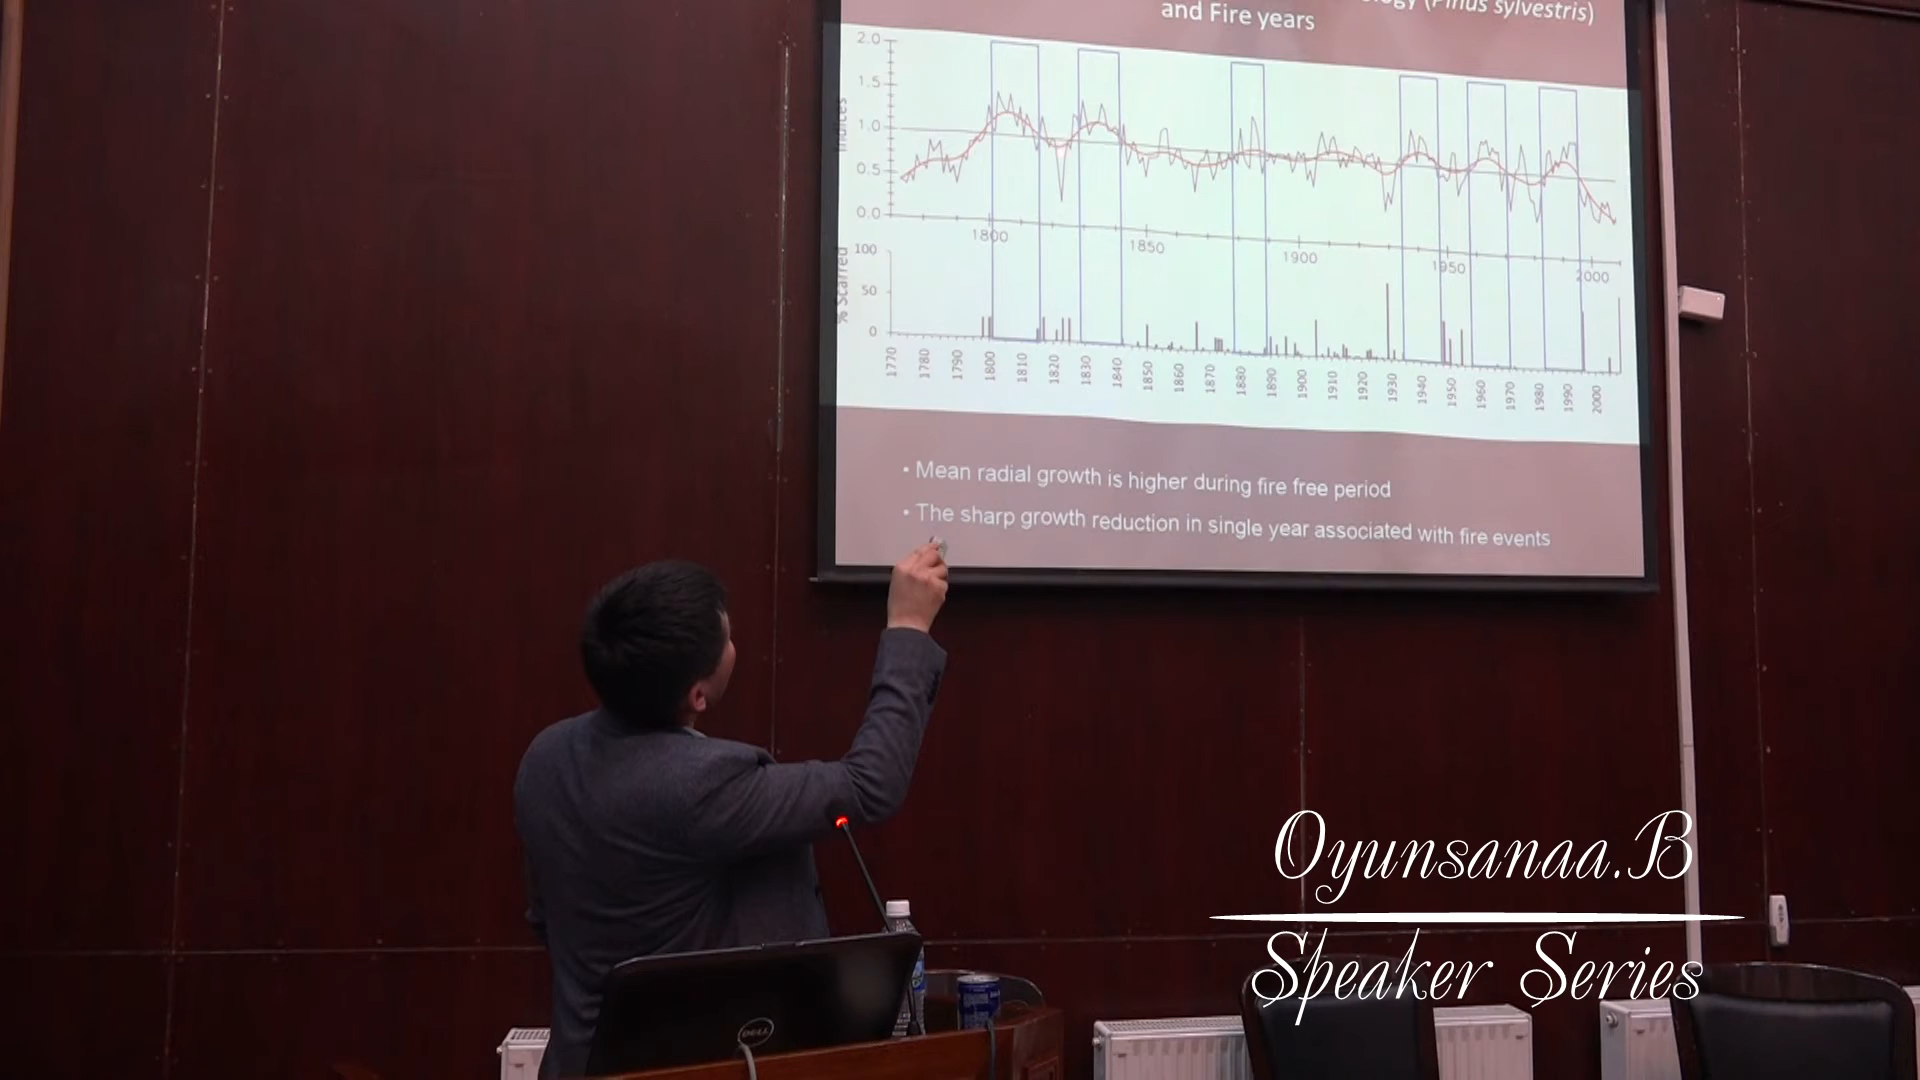 (Pinus sylvestris)
and Fire years
2.0
1.5
1.0
0.5
0.0
Indices
1800 1850 1900 1950 2000
100
50
0
% Scarred
1770 1780 1790 1800 1810 1820 1830 1840 1850 1860 1870 1880 1890 1900 1910 1920 1930 1940 1950 1960 1970 1980 1990 2000
• Mean radial growth is higher during fire free period
• The sharp growth reduction in single year associated with fire events
Oyunsanaa.B
Speaker Series
DELL